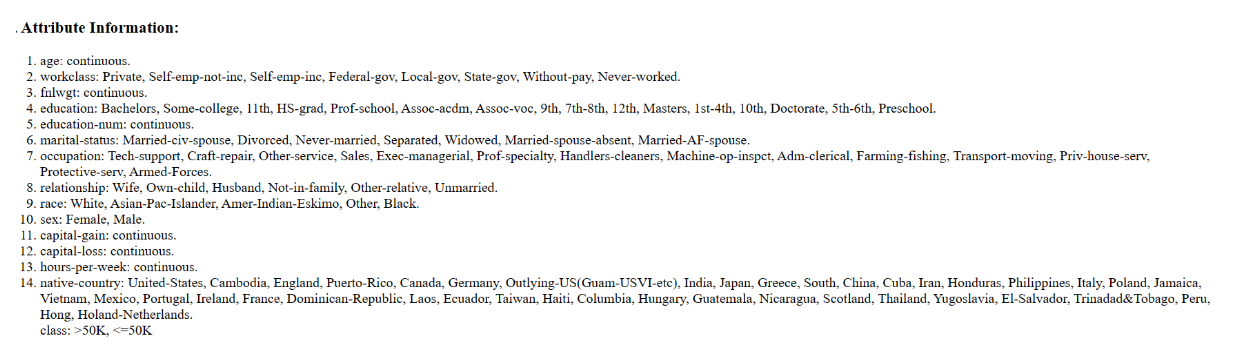 . Attribute Information:
1. age: continuous.
2. workclass: Private, Self-emp-not-inc, Self-emp-inc, Federal-gov, Local-gov, State-gov, Without-pay, Never-worked.
3. fnlwgt: continuous.
4. education: Bachelors, Some-college, 11th, HS-grad, Prof-school, Assoc-acdm, Assoc-voc, 9th, 7th-8th, 12th, Masters, 1st-4th, 10th, Doctorate, 5th-6th, Preschool.
5. education-num: continuous.
6. marital-status: Married-civ-spouse, Divorced, Never-married, Separated, Widowed, Married-spouse-absent, Married-AF-spouse.
7. occupation: Tech-support, Craft-repair, Other-service, Sales, Exec-managerial, Prof-specialty, Handlers-cleaners, Machine-op-inspct, Adm-clerical, Farming-fishing, Transport-moving, Priv-house-serv,
Protective-serv, Armed-Forces.
8. relationship: Wife, Own-child, Husband, Not-in-family, Other-relative, Unmarried.
9. race: White, Asian-Pac-Islander, Amer-Indian-Eskimo, Other, Black.
10. sex: Female, Male.
11. capital-gain: continuous.
12. capital-loss: continuous.
13. hours-per-week: continuous.
14. native-country: United-States, Cambodia, England, Puerto-Rico, Canada, Germany, Outlying-US(Guam-USVI-etc), India, Japan, Greece, South, China, Cuba, Iran, Honduras, Philippines, Italy, Poland, Jamaica,
Vietnam, Mexico, Portugal, Ireland, France, Dominican-Republic, Laos, Ecuador, Taiwan, Haiti, Columbia, Hungary, Guatemala, Nicaragua, Scotland, Thailand, Yugoslavia, El-Salvador, Trinadad&Tobago, Peru,
Hong, Holand-Netherlands.
class: >50K, <=50K